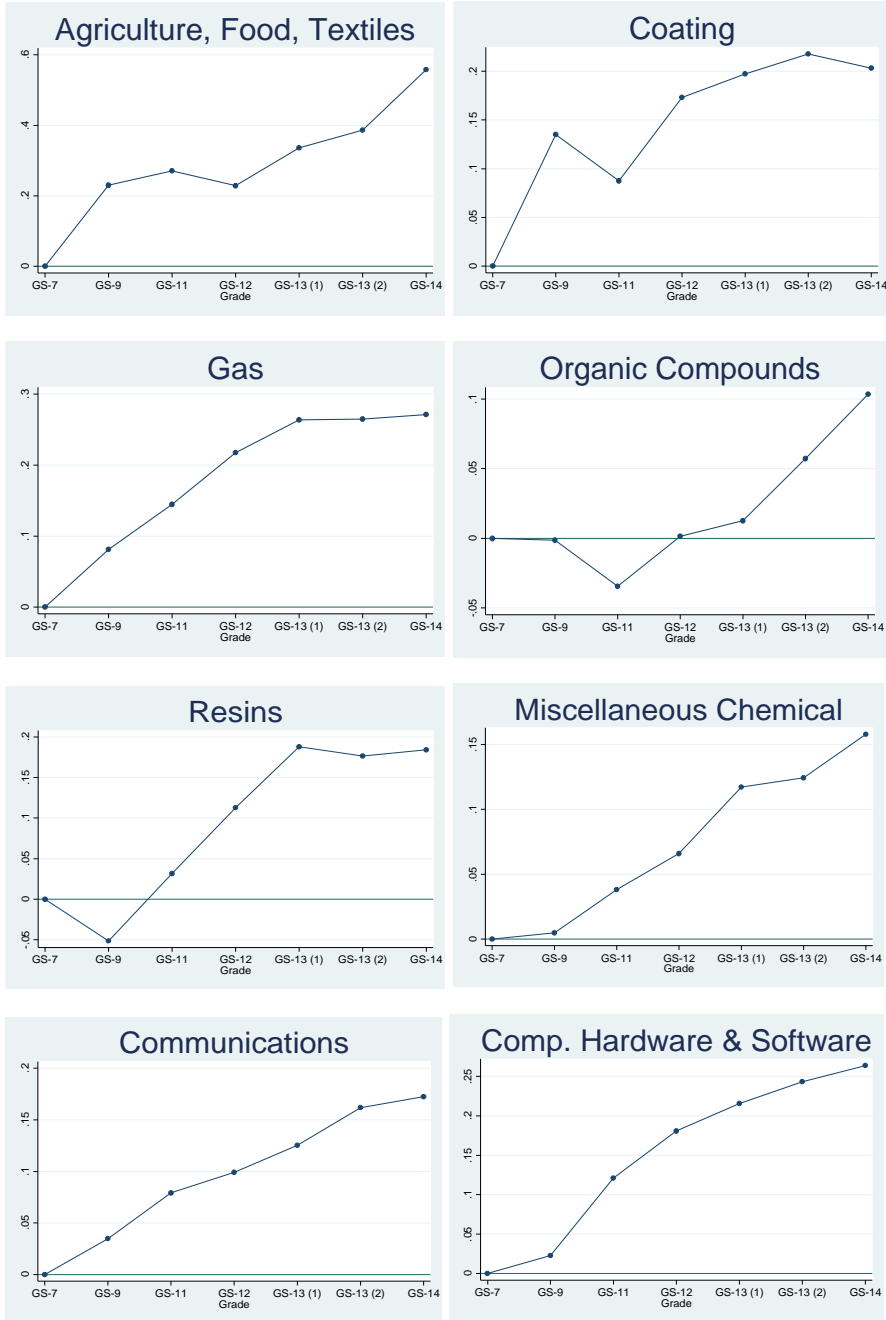 Agriculture, Food, Textiles
.6
.4
.2
0
GS-7 GS-9 GS-11 GS-12 GS-13 (1) GS-13 (2) GS-14
Grade
Coating
.2
.15
.1
.05
0
GS-7 GS-9 GS-11 GS-12 GS-13 (1) GS-13 (2) GS-14
Grade
Gas
.3
.2
.1
0
GS-7 GS-9 GS-11 GS-12 GS-13 (1) GS-13 (2) GS-14
Grade
Organic Compounds
.1
.05
0
-.05
GS-7 GS-9 GS-11 GS-12 GS-13 (1) GS-13 (2) GS-14
Grade
Resins
.2
.15
.1
.05
0
-.05
GS-7 GS-9 GS-11 GS-12 GS-13 (1) GS-13 (2) GS-14
Grade
Miscellaneous Chemical
.15
.1
.05
0
GS-7 GS-9 GS-11 GS-12 GS-13 (1) GS-13 (2) GS-14
Grade
Communications
.2
.15
.1
.05
0
GS-7 GS-9 GS-11 GS-12 GS-13 (1) GS-13 (2) GS-14
Grade
Comp. Hardware & Software
.25
.2
.15
.1
.05
0
GS-7 GS-9 GS-11 GS-12 GS-13 (1) GS-13 (2) GS-14
Grade